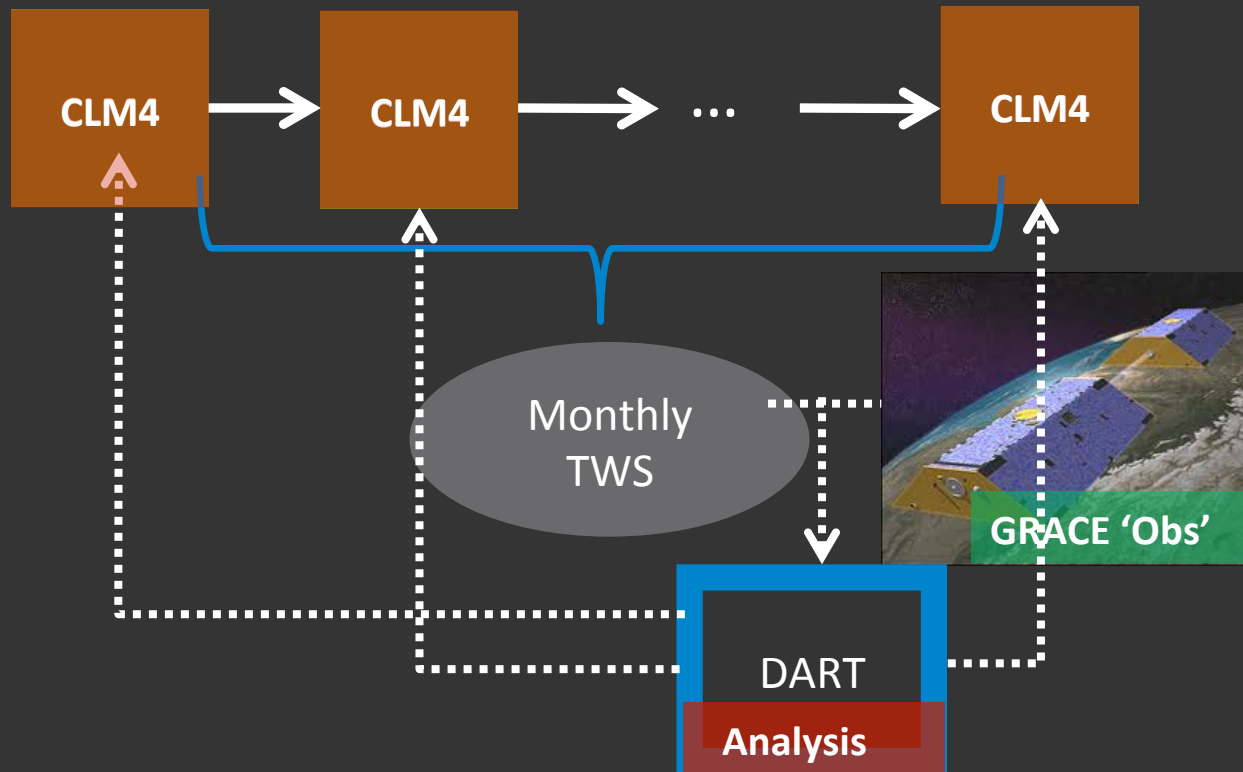 CLM4
CLM4
...
CLM4
Monthly
TWS
GRACE ‘Obs’
DART
Analysis